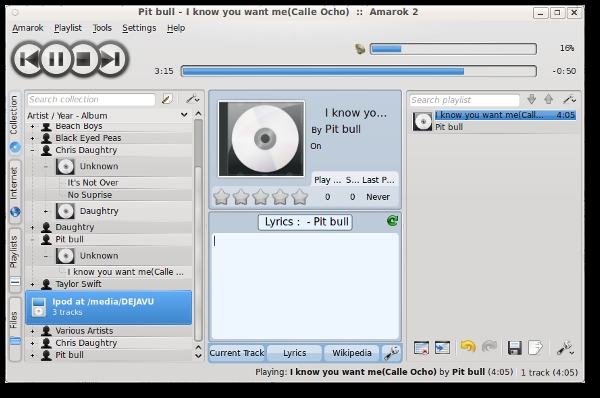 Pit bull - I know you want me(Calle Ocho) :: Amarok 2
Amarok Playlist Tools Settings Help
16%
3:15
-0:50
Collection
Internet
Playlists
Files
Search collection
Artist / Year - Album
Beach Boys
Black Eyed Peas
Chris Daughtry
Unknown
It's Not Over
No Suprise
Daughtry
Daughtry
Pit bull
Unknown
I know you want me(Calle ...
Taylor Swift
Ipod at /media/DEJAVU
3 tracks
Various Artists
Chris Daughtry
Pit bull
I know yo...
By Pit bull
On
Play ... S... Last P...
0 0 Never
Lyrics : - Pit bull
Current Track Lyrics Wikipedia
Search playlist
I know you want me(Call... 4:05
Pit bull
Playing: I know you want me(Calle Ocho) by Pit bull (4:05) 1 track (4:05)